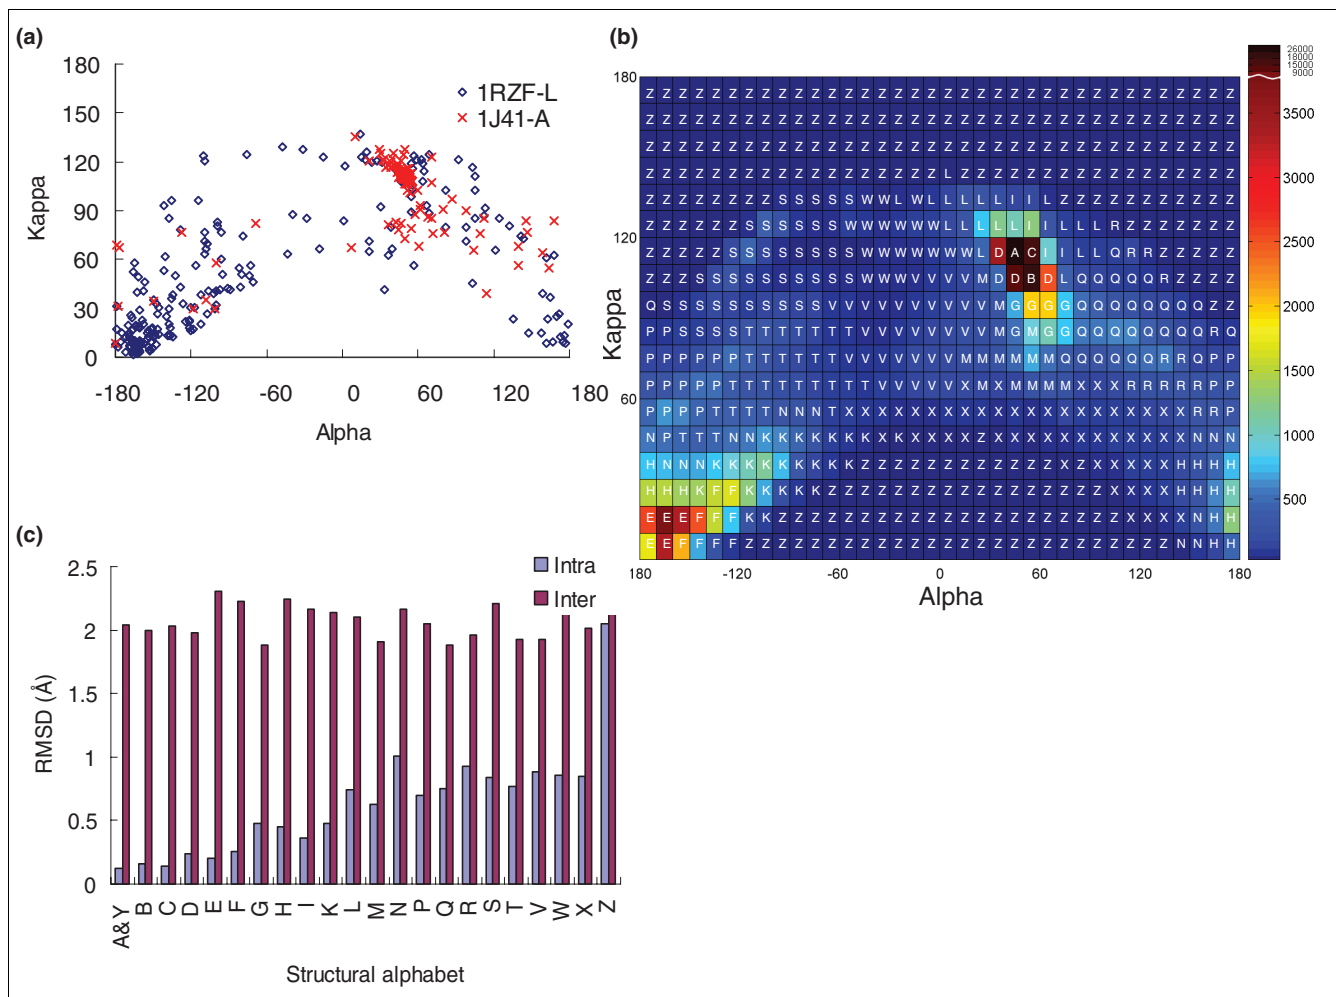 (a)
180
150
120
90
60
30
0
-180
-120
-60
0
60
120
180
Kappa
Alpha
1RZF-L
1J41-A
(b)
180
120
60
Kappa
Z Z Z Z Z Z Z Z Z Z Z Z Z Z Z Z Z Z Z Z Z Z Z Z Z Z Z Z Z Z Z Z Z Z Z Z
Z Z Z Z Z Z Z Z Z Z Z Z Z Z Z Z Z Z Z Z Z Z Z Z Z Z Z Z Z Z Z Z Z Z Z Z
Z Z Z Z Z Z Z Z Z Z Z Z Z Z Z Z Z Z Z Z Z Z Z Z Z Z Z Z Z Z Z Z Z Z Z Z
Z Z Z Z Z Z Z Z Z Z Z Z Z Z Z Z Z Z L Z Z Z Z Z Z Z Z Z Z Z Z Z Z Z Z Z
Z Z Z Z Z Z Z Z S S S S S W W L W L L L L L I I L Z Z Z Z Z Z Z Z Z Z Z
Z Z Z Z Z Z S S S S S S W W W W W W L L L L L I I L L L R Z Z Z Z Z Z Z
Z Z Z Z Z S S S S S S S S W W W W W W W L D A C I I L L Q R R Z Z Z Z Z
Z Z Z Z S S S S S S S S S W W W V V V V M D D B D L Q Q Q Q Q R Z Z Z Z
Q S S S S S S S S S S V V V V V V V V V V M G G G G Q Q Q Q Q Q Q Q Z Z
P P S S S S T T T T T T T V V V V V V V V M G M G G Q Q Q Q Q Q Q Q R Q
P P P P P P T T T T T T V V V V V V V M M M M M M Q Q Q Q Q Q R R Q P P
P P P P P T T T T T T T T T V V V V V X M X M M M M X X X R R R R R P P
P P P P T T T T N N N T X X X X X X X X X X X X X X X X X X X X X R R P
N P T T T N N K K K K K K K X X X X X X Z X X X X X X X X X X X X N N N
H N N N K K K K K K K K K Z Z Z Z Z Z Z Z Z Z Z Z X Z X X X X X H H H H
H H H K F F K K K K K Z Z Z Z Z Z Z Z Z Z Z Z Z Z Z Z Z X X X X H H H H
E E E F F F K K Z Z Z Z Z Z Z Z Z Z Z Z Z Z Z Z Z Z Z Z Z X X X X N H H
E E F F F F Z Z Z Z Z Z Z Z Z Z Z Z Z Z Z Z Z Z Z Z Z Z Z Z Z Z N N H H
180
-120
-60
0
60
120
180
Alpha
26000
18000
15000
9000
3500
3000
2500
2000
1500
1000
500
(c)
2.5
2
1.5
1
0.5
0
RMSD (Å)
Intra
Inter
A&Y
B
C
D
E
F
G
H
I
K
L
M
N
P
Q
R
S
T
V
W
X
Z
Structural alphabet